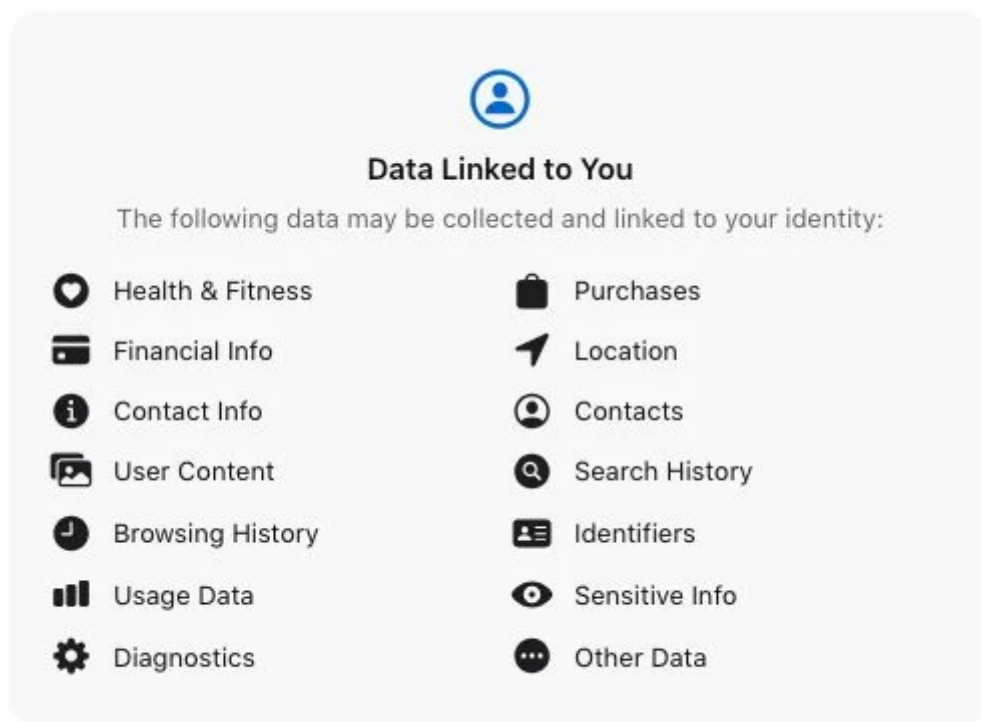 Data Linked to You
The following data may be collected and linked to your identity:
Health & Fitness
Purchases
Financial Info
Location
Contact Info
Contacts
User Content
Search History
Browsing History
Identifiers
Usage Data
Sensitive Info
Diagnostics
Other Data